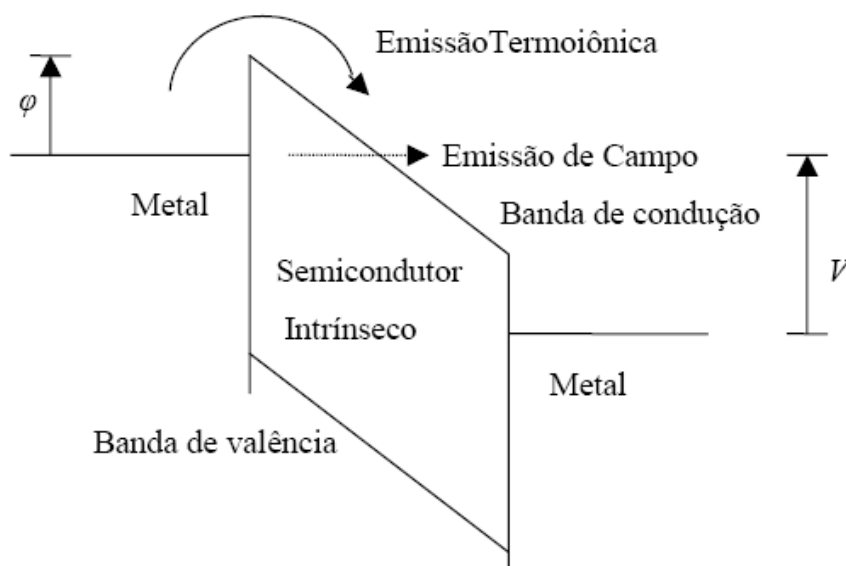 EmissãoTermoiônica
φ
Emissão de Campo
Metal
Banda de condução
Semicondutor
V
Intrínseco
Metal
Banda de valência